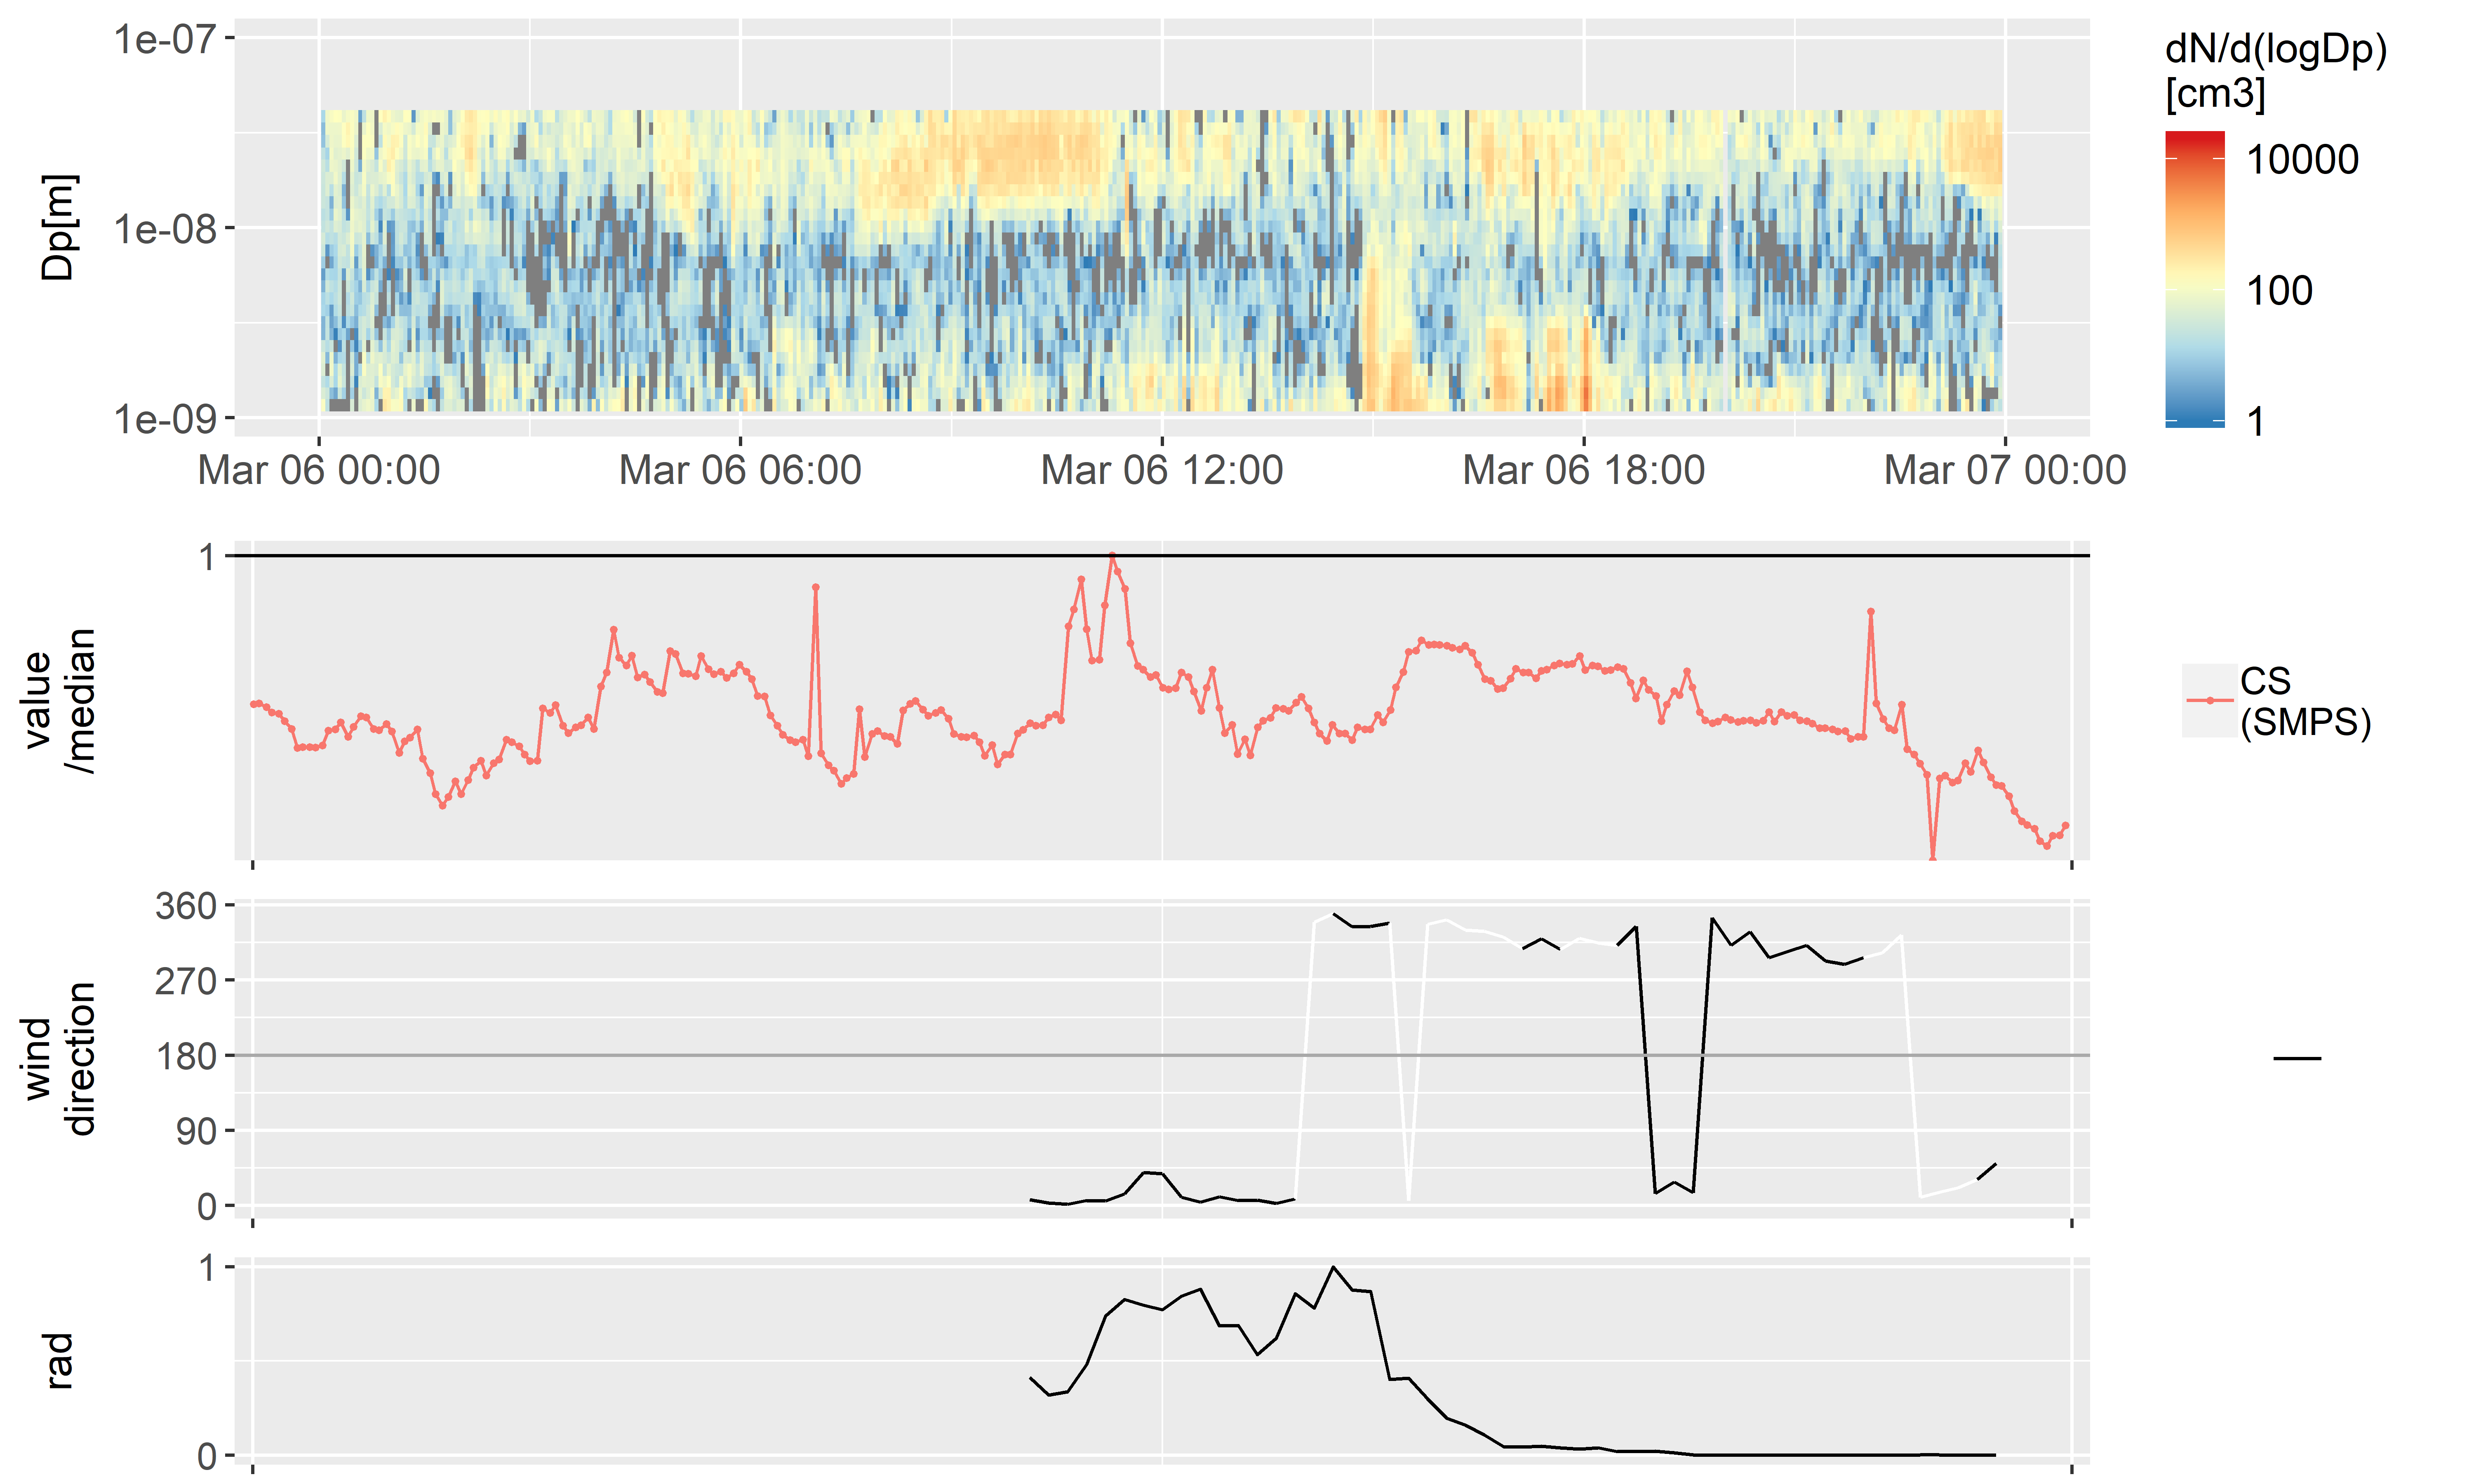 1e-07
1e-08
1e-09
Dp[m]
Mar 06 00:00
Mar 06 06:00
Mar 06 12:00
Mar 06 18:00
Mar 07 00:00
dN/d(logDp)
[cm3]
10000
100
1
1
value
/median
CS
(SMPS)
360
270
180
90
0
wind
direction
1
0
rad